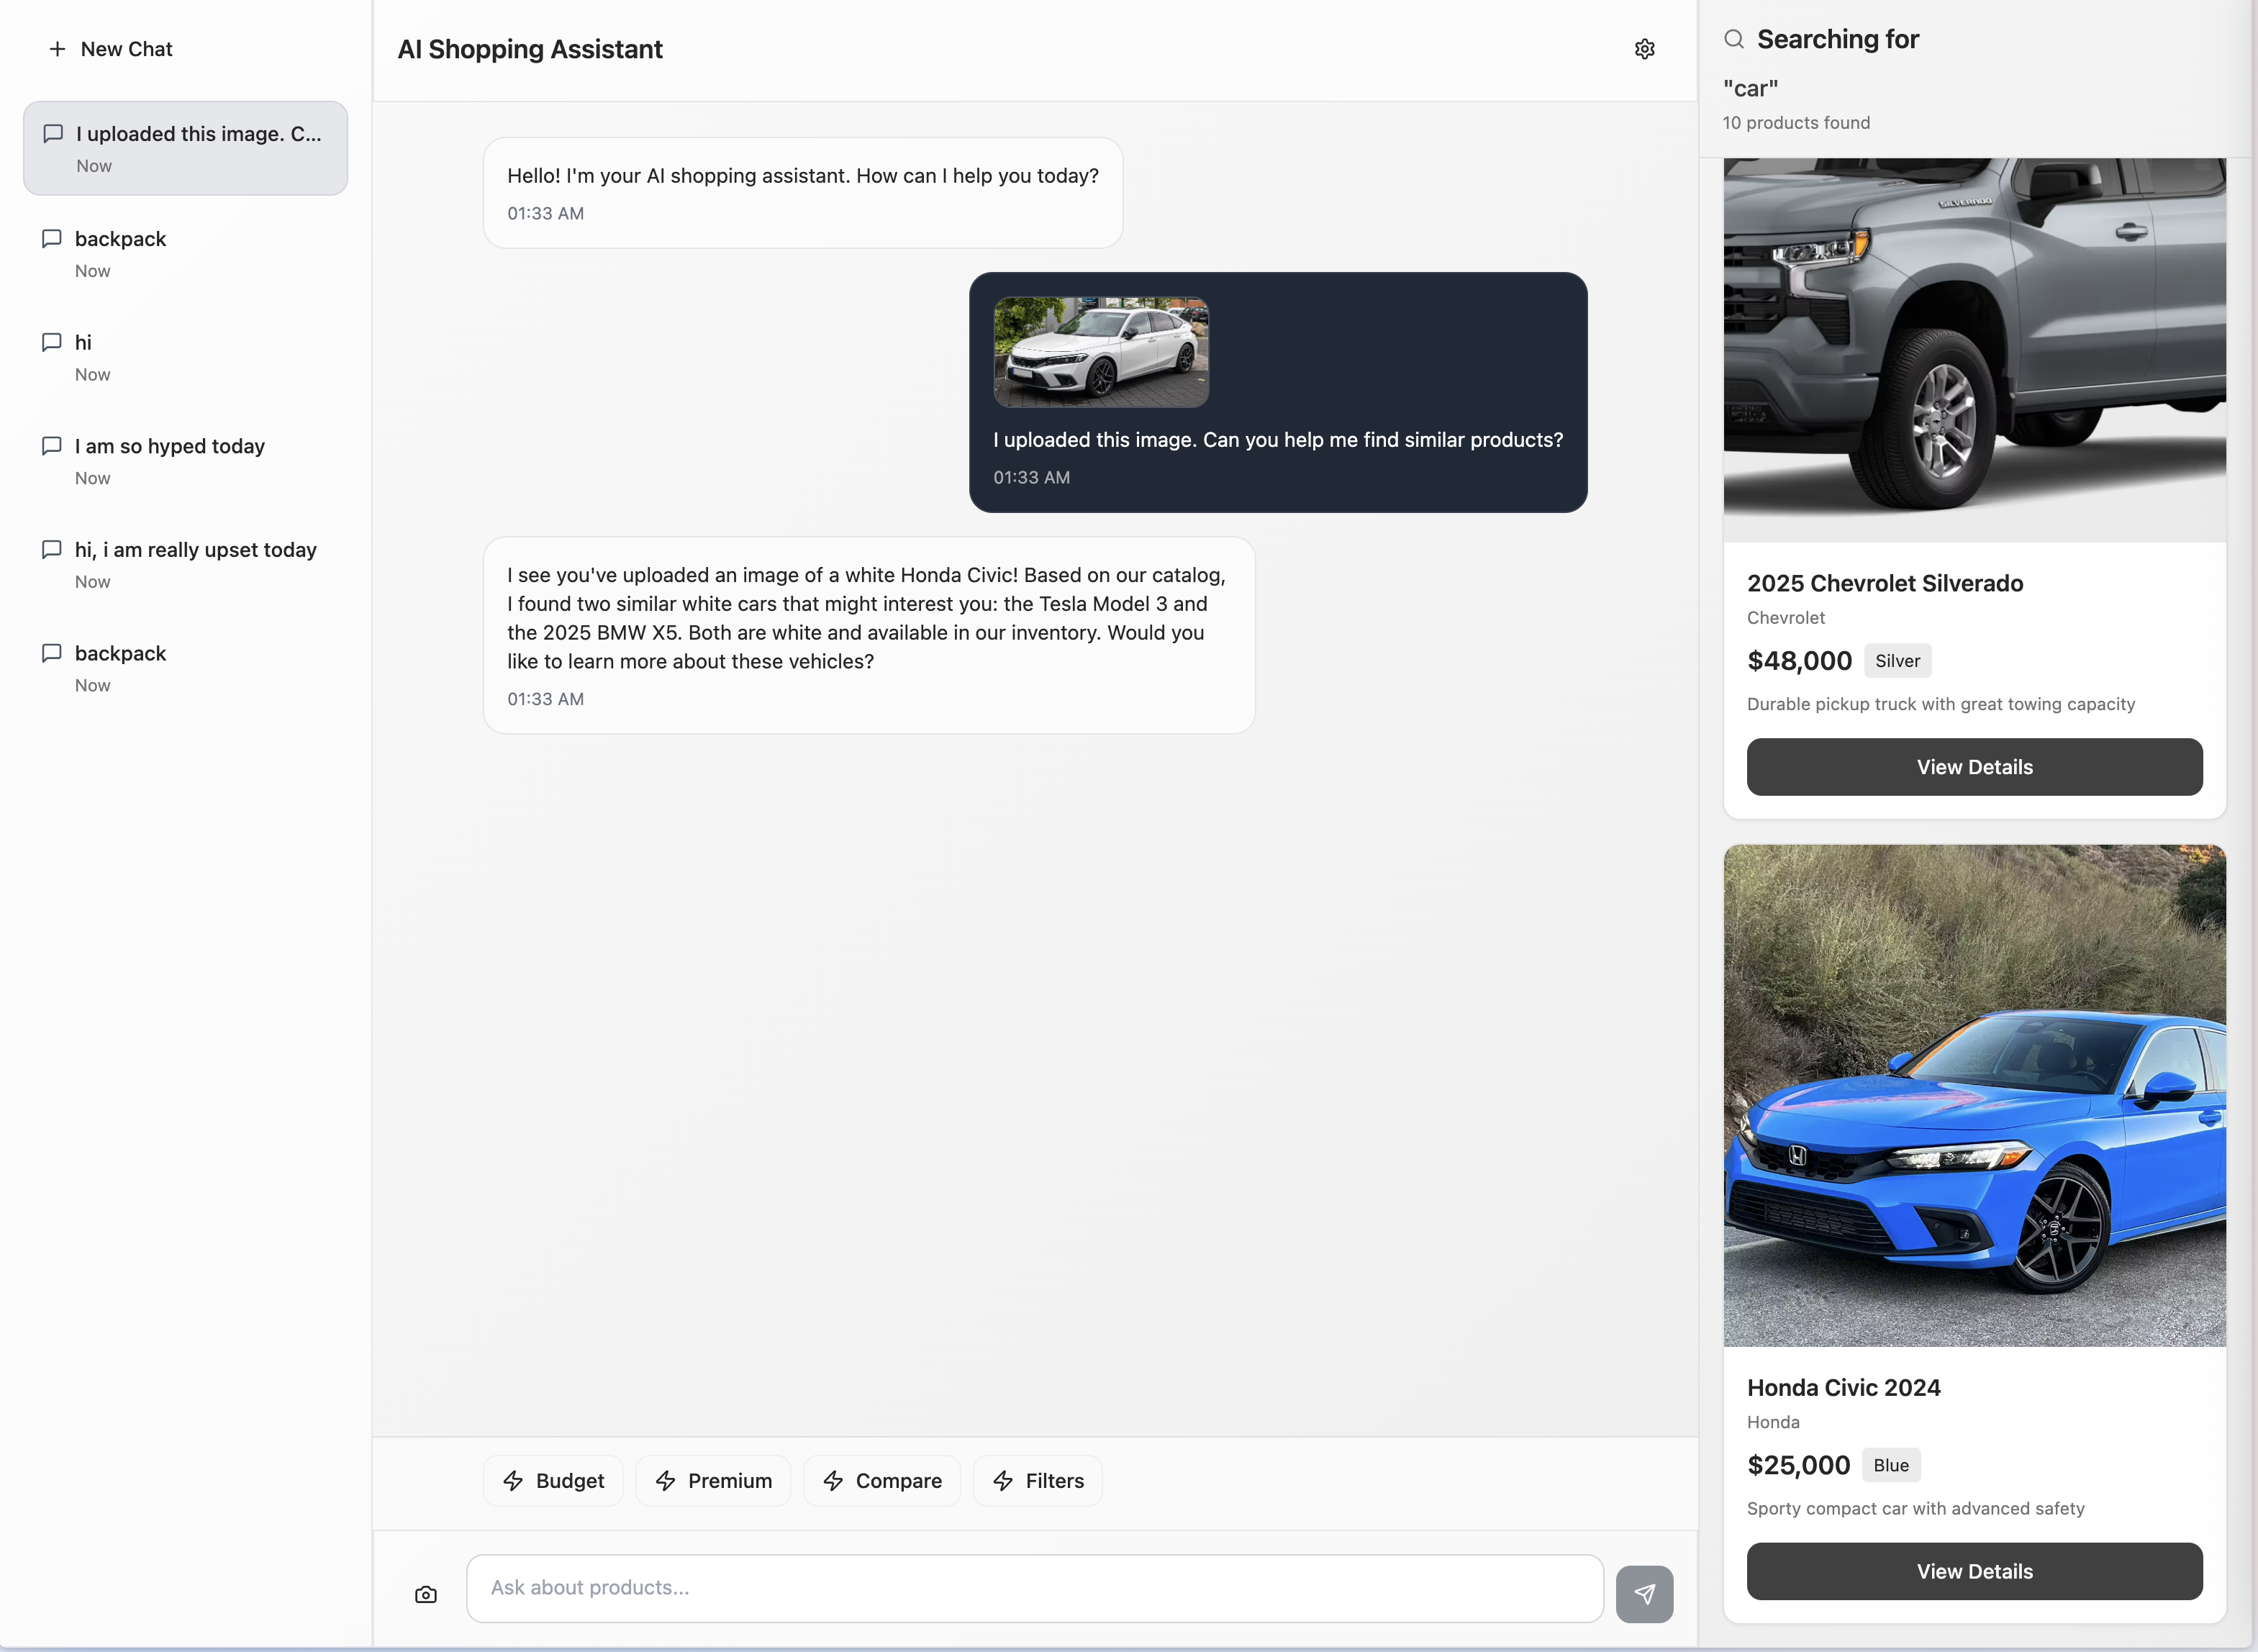 New Chat
I uploaded this image. C...
Now
backpack
Now
hi
Now
I am so hyped today
Now
hi, i am really upset today
Now
backpack
Now
AI Shopping Assistant
Hello! I'm your AI shopping assistant. How can I help you today?
01:33 AM
I uploaded this image. Can you help me find similar products?
01:33 AM
I see you've uploaded an image of a white Honda Civic! Based on our catalog,
I found two similar white cars that might interest you: the Tesla Model 3 and
the 2025 BMW X5. Both are white and available in our inventory. Would you
like to learn more about these vehicles?
01:33 AM
Budget
Premium
Compare
Filters
Ask about products...
Searching for
"car"
10 products found
SILVERADO
2025 Chevrolet Silverado
Chevrolet
$48,000
Silver
Durable pickup truck with great towing capacity
View Details
Honda Civic 2024
Honda
$25,000
Blue
Sporty compact car with advanced safety
View Details